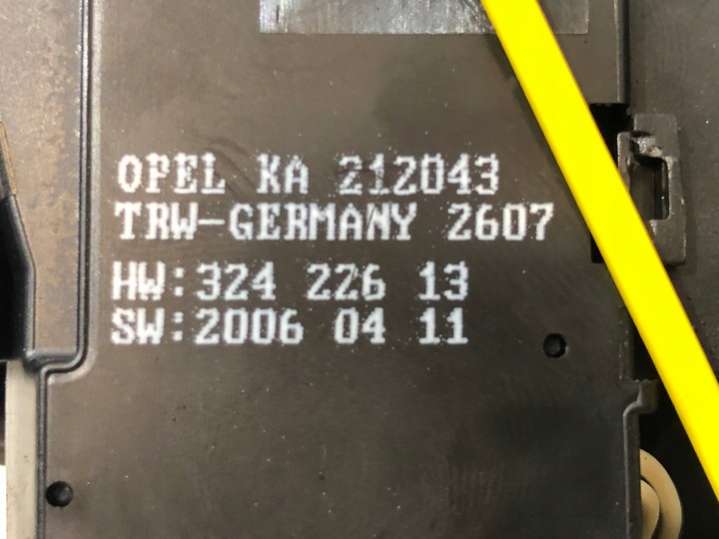 OPEL KA 212043
TRW-GERMANY 2607
HW:324 226 13
SW:2006 04 11